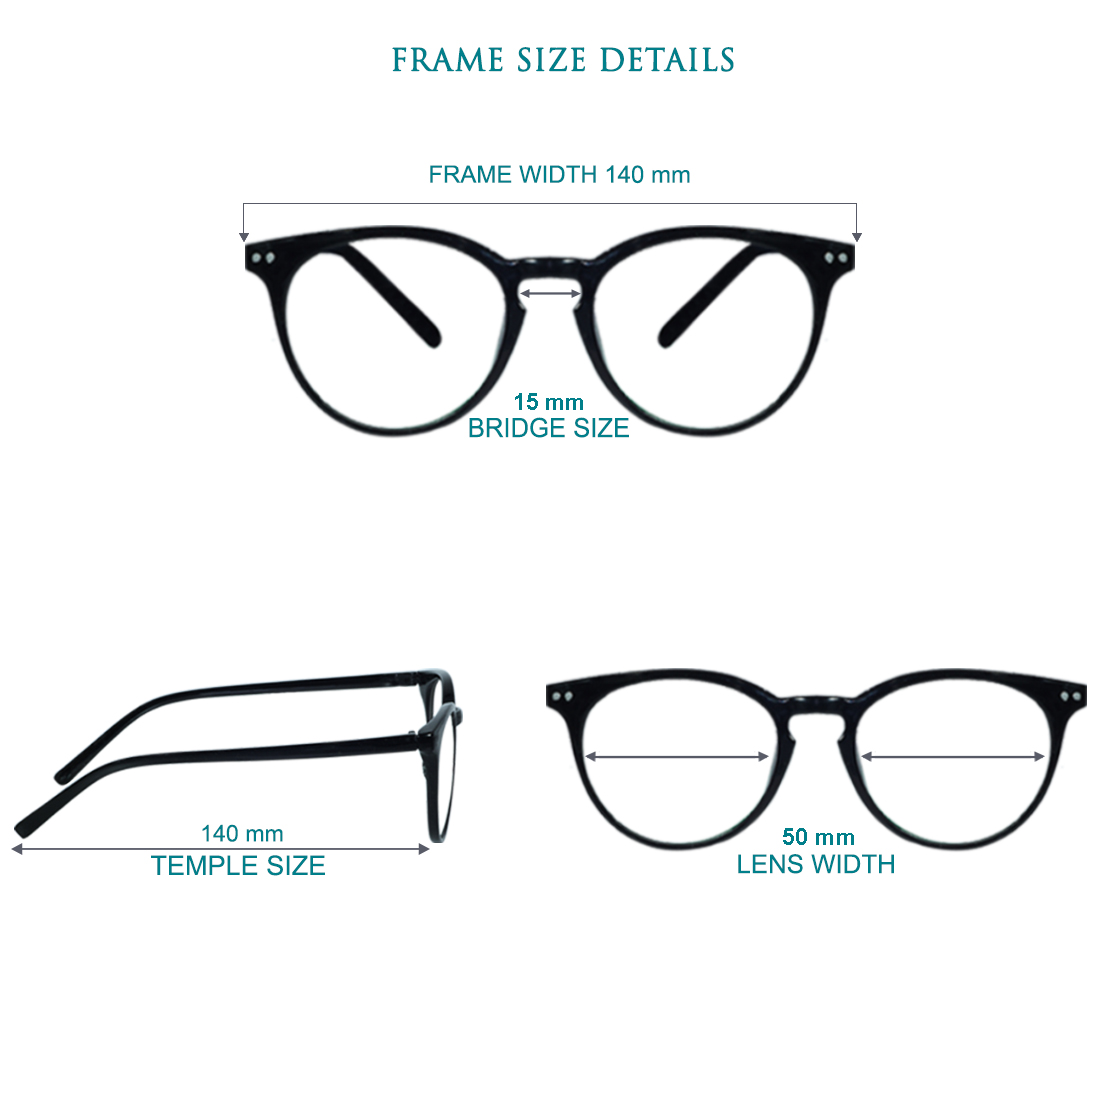 FRAME SIZE DETAILS
FRAME WIDTH 140 mm
15 mm
BRIDGE SIZE
140 mm
TEMPLE SIZE
50 mm
LENS WIDTH